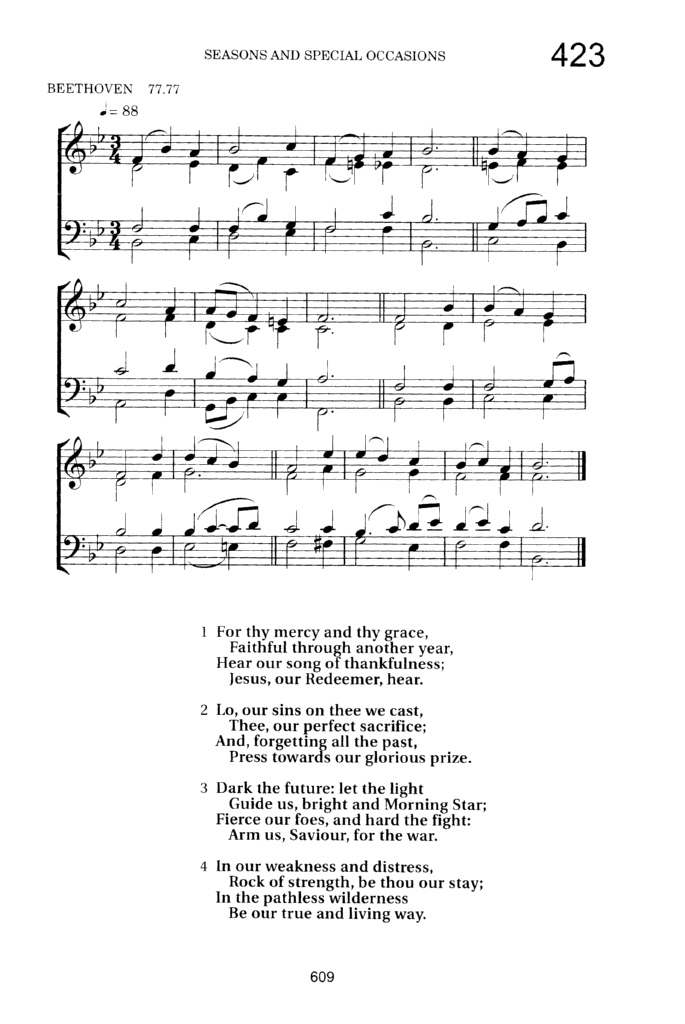 SEASONS AND SPECIAL OCCASIONS
423
BEETHOVEN 77.77
♩= 88
1 For thy mercy and thy grace,
Faithful through another year,
Hear our song of thankfulness;
Jesus, our Redeemer, hear.
2 Lo, our sins on thee we cast,
Thee, our perfect sacrifice;
And, forgetting all the past,
Press towards our glorious prize.
3 Dark the future: let the light
Guide us, bright and Morning Star;
Fierce our foes, and hard the fight:
Arm us, Saviour, for the war.
4 In our weakness and distress,
Rock of strength, be thou our stay;
In the pathless wilderness
Be our true and living way.
609